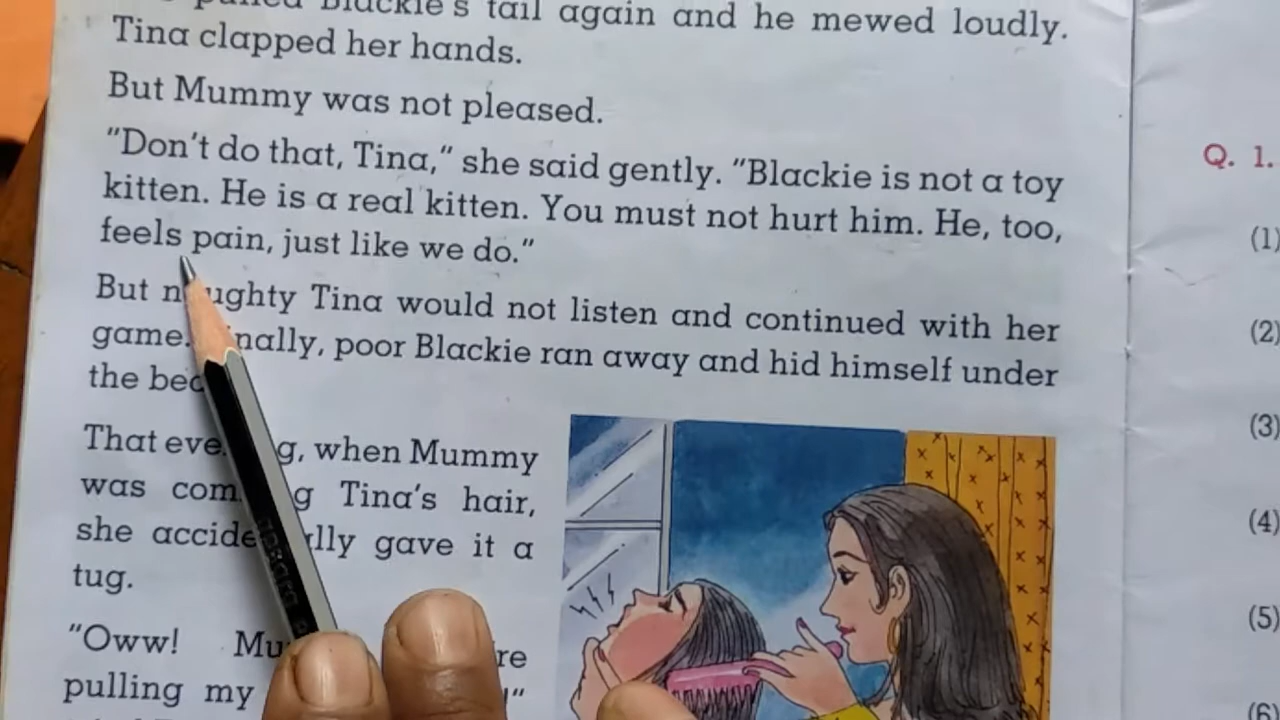 Blackie's tail again and he mewed loudly.
Tina clapped her hands.
But Mummy was not pleased.
"Don't do that, Tina," she said gently. "Blackie is not a toy
kitten. He is a real kitten. You must not hurt him. He, too,
feels pain, just like we do."
But naughty Tina would not listen and continued with her
game. Finally, poor Blackie ran away and hid himself under
the bed
That evening, when Mummy
was combing Tina's hair,
she accidentally gave it a
tug.
"Oww!
pulling my
Q. 1.
(1)
(2)
(3)
(4)
(5)
(6)